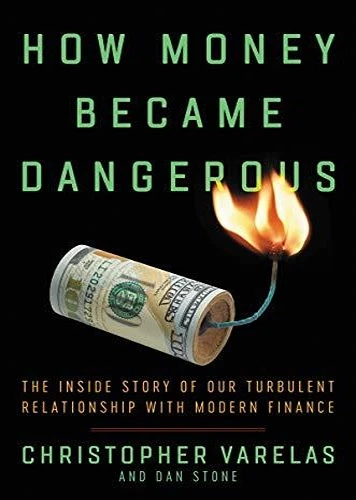 HOW MONEY
BECAME
DANGEROUS
THE INSIDE STORY OF OUR TURBULENT
RELATIONSHIP WITH MODERN FINANCE
CHRISTOPHER VARELAS
AND DAN STONE